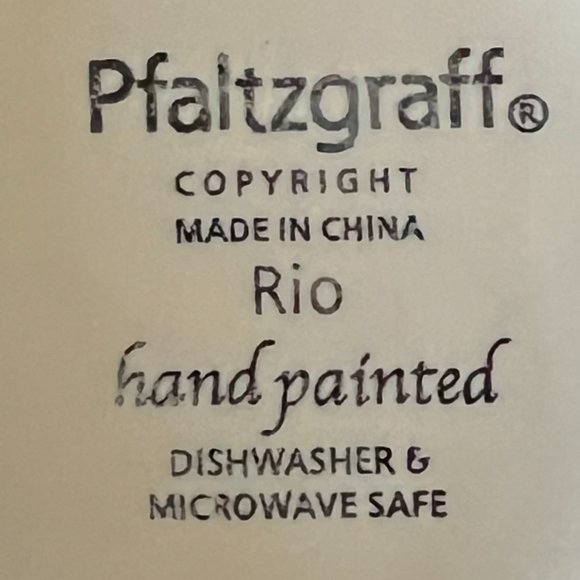 Pfaltzgraff®
COPYRIGHT
MADE IN CHINA
Rio
hand painted
DISHWASHER &
MICROWAVE SAFE